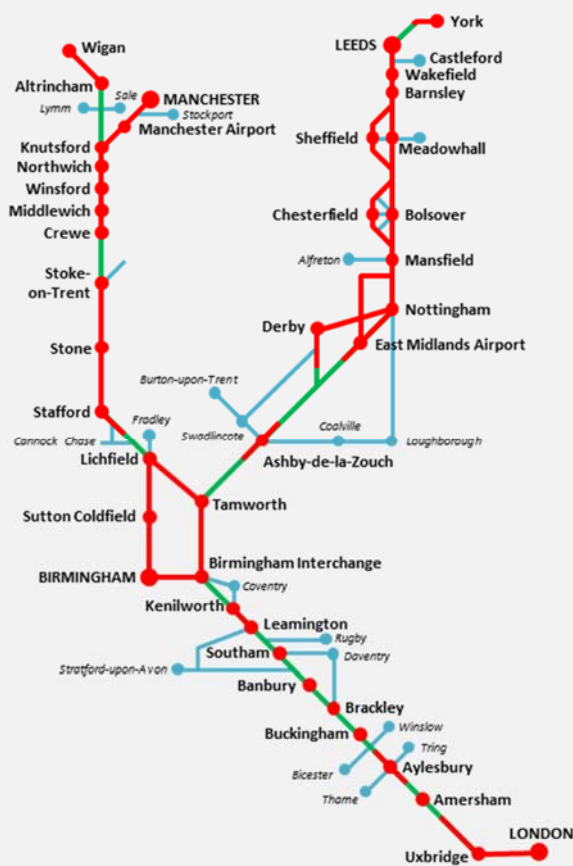 York
Wigan
LEEDS
Castleford
Wakefield
Altrincham
Sale
MANCHESTER
Barnsley
Lymm
Stockport
Manchester Airport
Sheffield
Meadowhall
Knutsford
Northwich
Winsford
Middlewich
Chesterfield
Bolsover
Crewe
Alfreton
Mansfield
Stoke-
on-Trent
Nottingham
Derby
East Midlands Airport
Stone
Burton-upon-Trent
Stafford
Fradley
Swadlincote
Coalville
Cannock Chase
Loughborough
Lichfield
Ashby-de-la-Zouch
Tamworth
Sutton Coldfield
Birmingham Interchange
BIRMINGHAM
Coventry
Kenilworth
Leamington
Rugby
Southam
Daventry
Stratford-upon-Avon
Banbury
Brackley
Winslow
Buckingham
Tring
Bicester
Aylesbury
Thame
Amersham
LONDON
Uxbridge